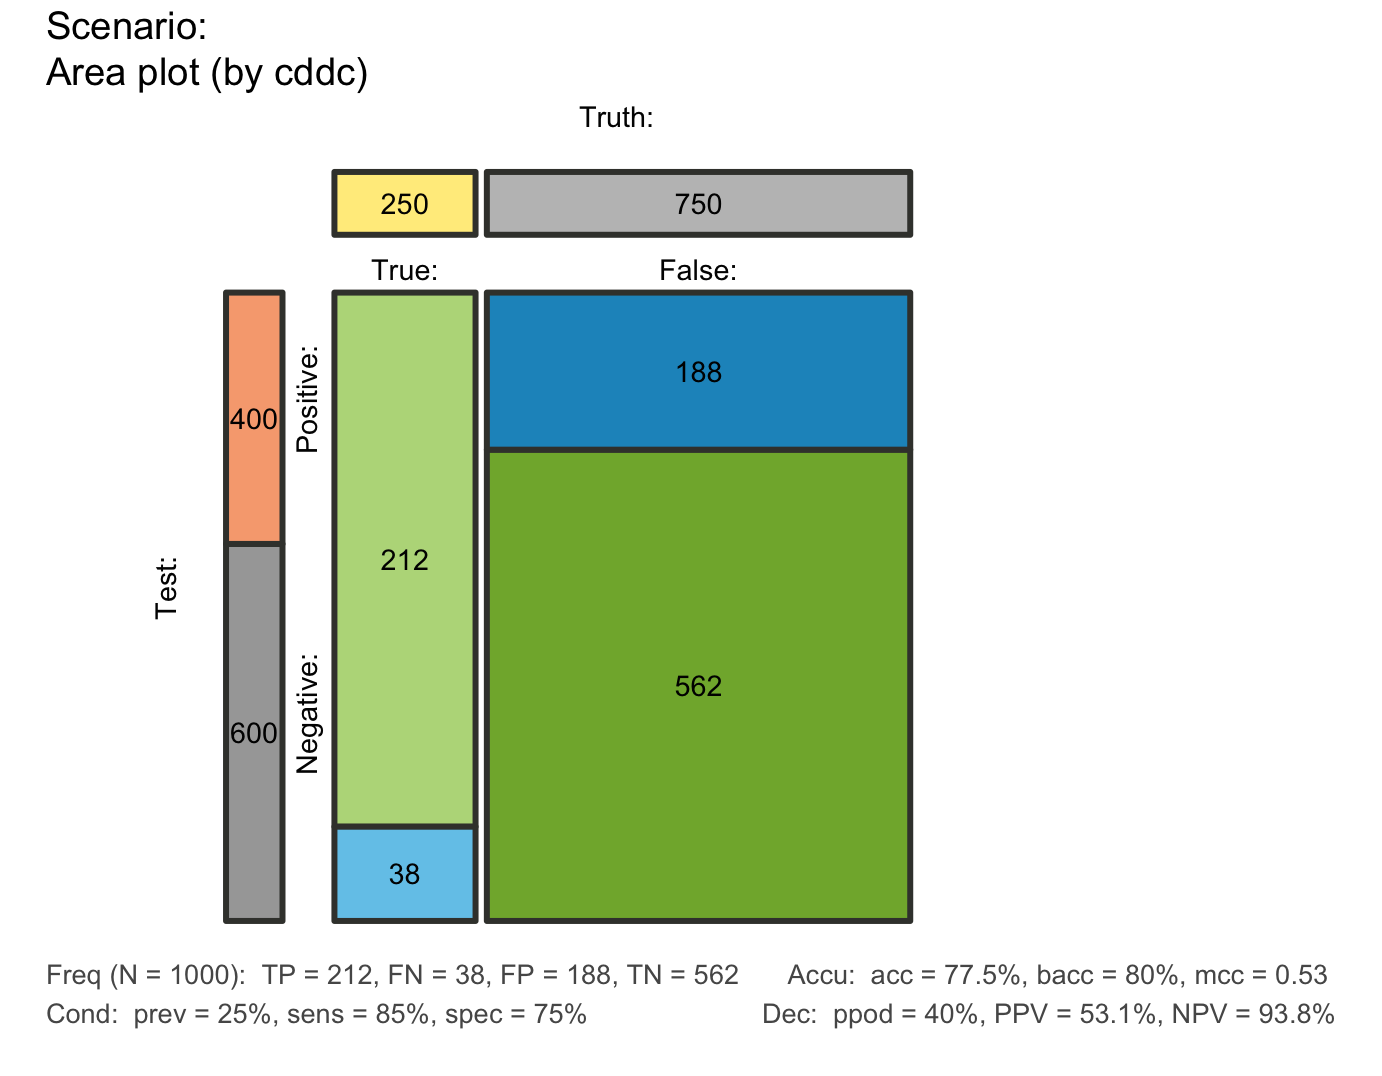 Scenario:
Area plot (by cddc)
Truth:
250
750
True:
False:
Test:
400
600
Positive:
Negative:
212
188
38
562
Freq (N = 1000):  TP = 212, FN = 38, FP = 188, TN = 562
Accu:  acc = 77.5%, bacc = 80%, mcc = 0.53
Cond:  prev = 25%, sens = 85%, spec = 75%
Dec:  ppod = 40%, PPV = 53.1%, NPV = 93.8%